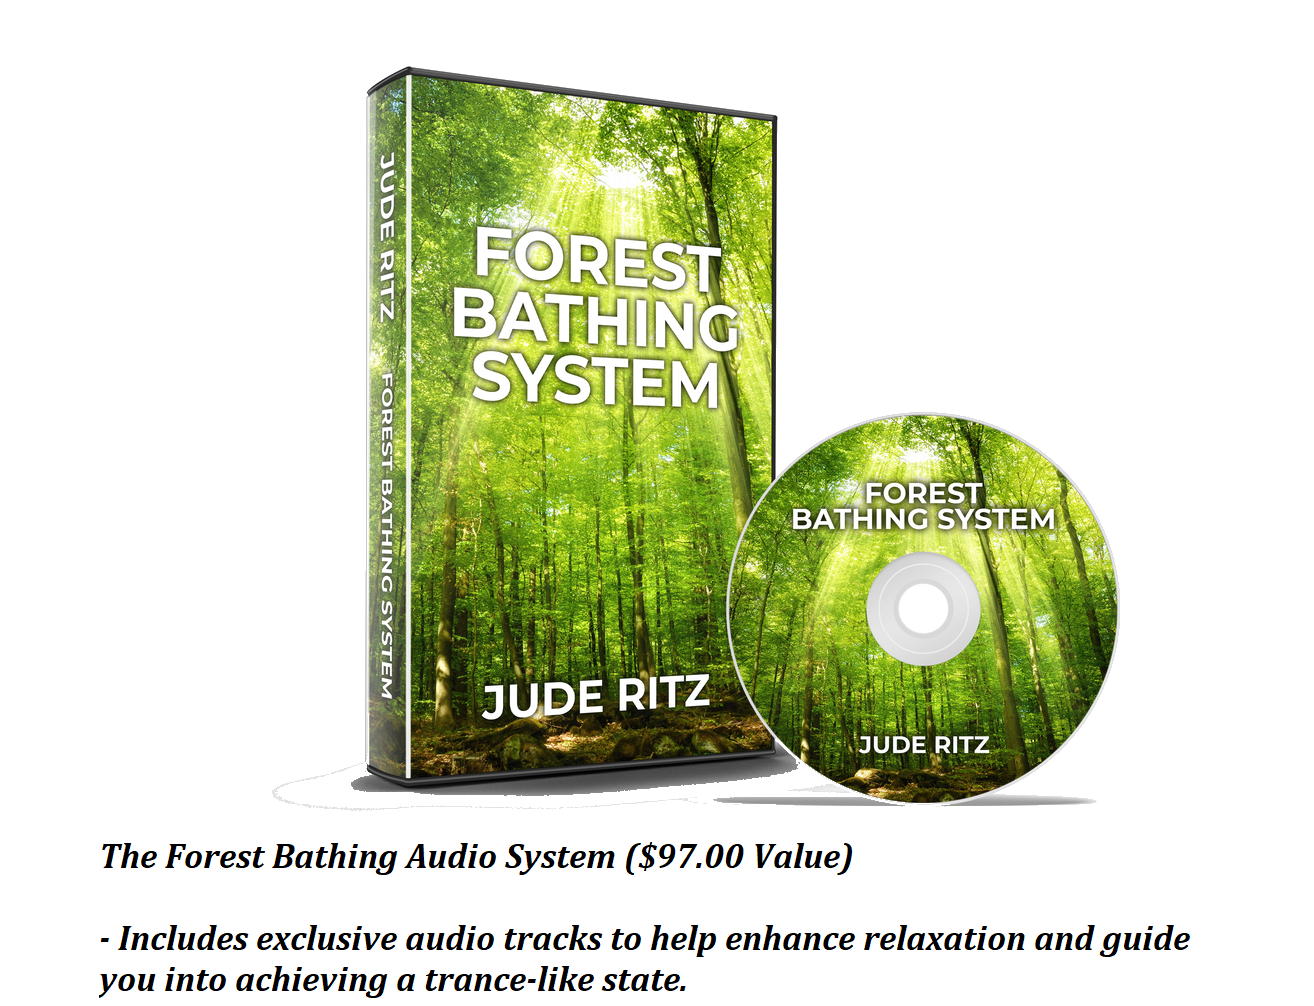 JUDE RITZ FOREST BATHING SYSTEM
FOREST
BATHING
SYSTEM
JUDE RITZ
FOREST
BATHING SYSTEM
JUDE RITZ
The Forest Bathing Audio System ($97.00 Value)
- Includes exclusive audio tracks to help enhance relaxation and guide
you into achieving a trance-like state.